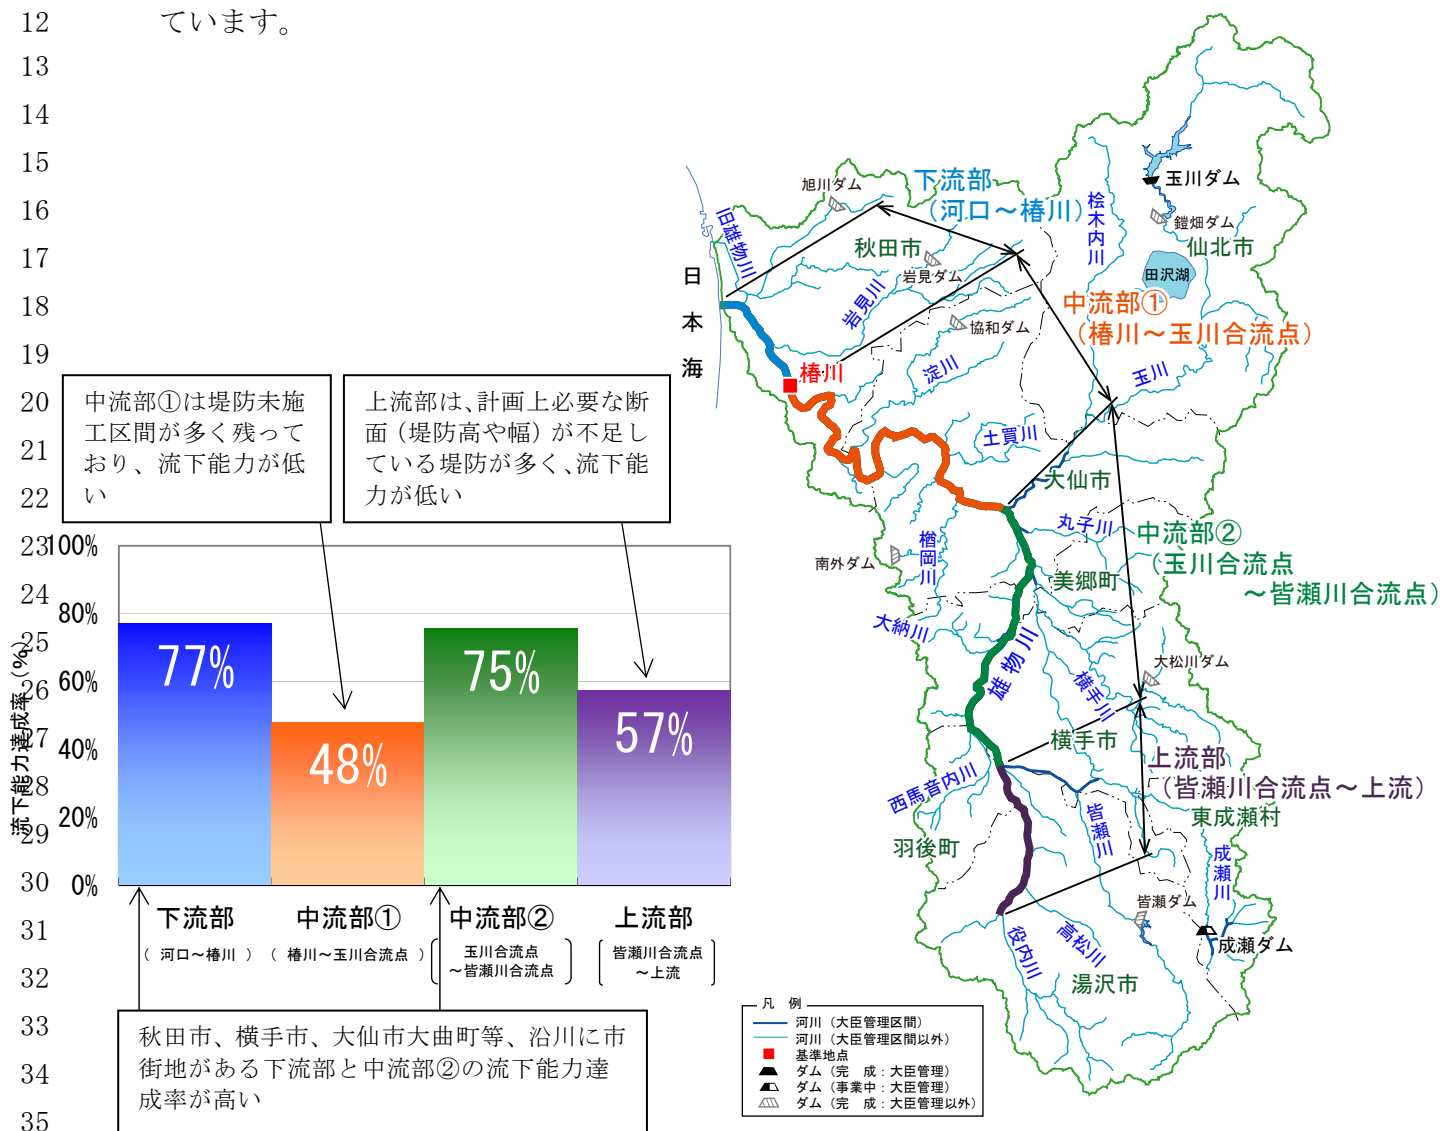 12
ています。
13
14
15
16
17
18
19
20
21
22
23
24
25
26
27
28
29
30
31
32
33
34
35
中流部①は堤防未施
工区間が多く残って
おり、流下能力が低
い
上流部は、計画上必要な断
面（堤防高や幅）が不足し
ている堤防が多く、流下能
力が低い
流下能力達成率（%）
100%
80%
60%
40%
20%
0%
77%
48%
75%
57%
下流部
（河口～椿川）
中流部①
（椿川～玉川合流点）
中流部②
玉川合流点
～皆瀬川合流点
上流部
皆瀬川合流点
～上流
秋田市、横手市、大仙市大曲町等、沿川に市
街地がある下流部と中流部②の流下能力達
成率が高い
日本海
旧雄物川
旭川ダム
下流部
（河口～椿川）
秋田市
岩見ダム
岩見川
桧木内川
玉川ダム
鎧畑ダム
仙北市
田沢湖
中流部①
（椿川～玉川合流点）
協和ダム
淀川
玉川
椿川
土買川
大仙市
丸子川
楢岡川
南外ダム
中流部②
（玉川合流点
～皆瀬川合流点）
美郷町
大納川
雄物川
大松川ダム
横手川
横手市
上流部
（皆瀬川合流点～上流）
西馬音内川
皆瀬川
東成瀬村
羽後町
成瀬川
皆瀬ダム
成瀬ダム
役内川
高松川
湯沢市
凡 例
河川（大臣管理区間）
河川（大臣管理区間以外）
基準地点
ダム（完 成：大臣管理）
ダム（事業中：大臣管理）
ダム（完 成：大臣管理以外）